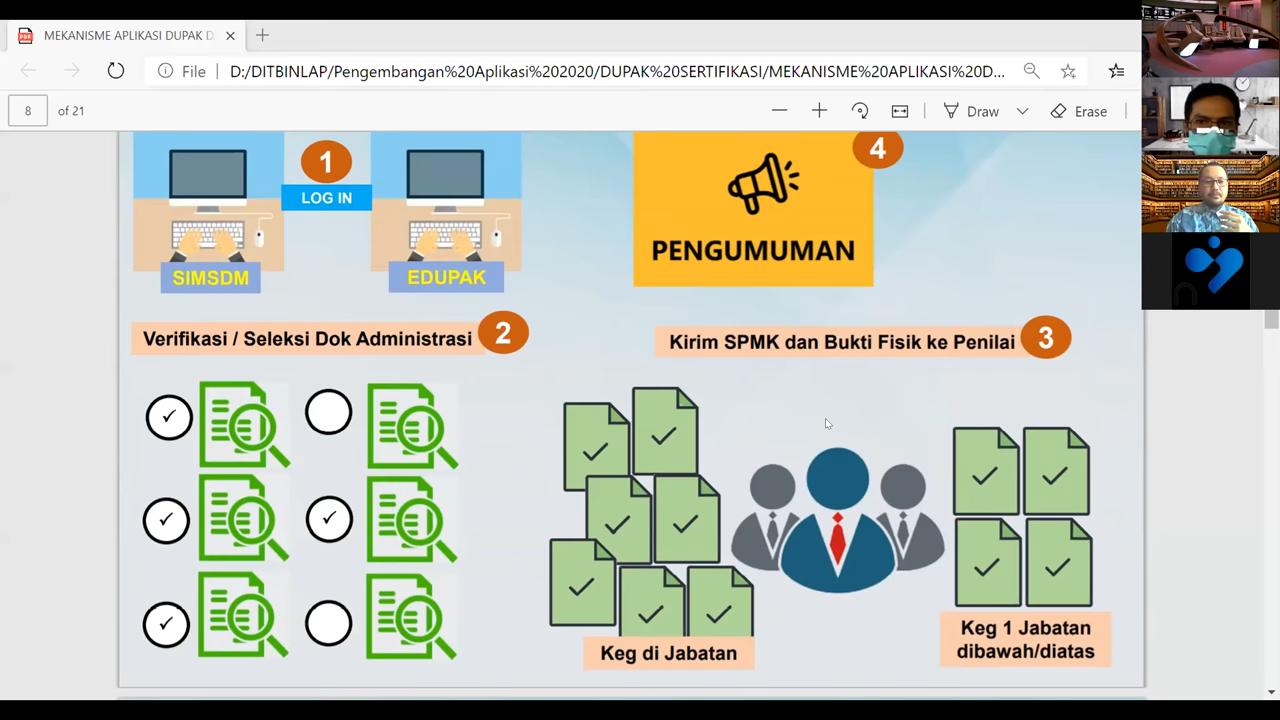 MEKANISME APLIKASI DUPAK D
File
D:/DITBINLAP/Pengembangan%20Aplikasi%202020/DUPAK%20SERTIFIKASI/MEKANISME%20APLIKASI%20D...
8 of 21
Draw
Erase
1
LOG IN
SIMSDM
EDUPAK
4
PENGUMUMAN
Verifikasi / Seleksi Dok Administrasi
2
Kirim SPMK dan Bukti Fisik ke Penilai
3
Keg di Jabatan
Keg 1 Jabatan
dibawah/diatas